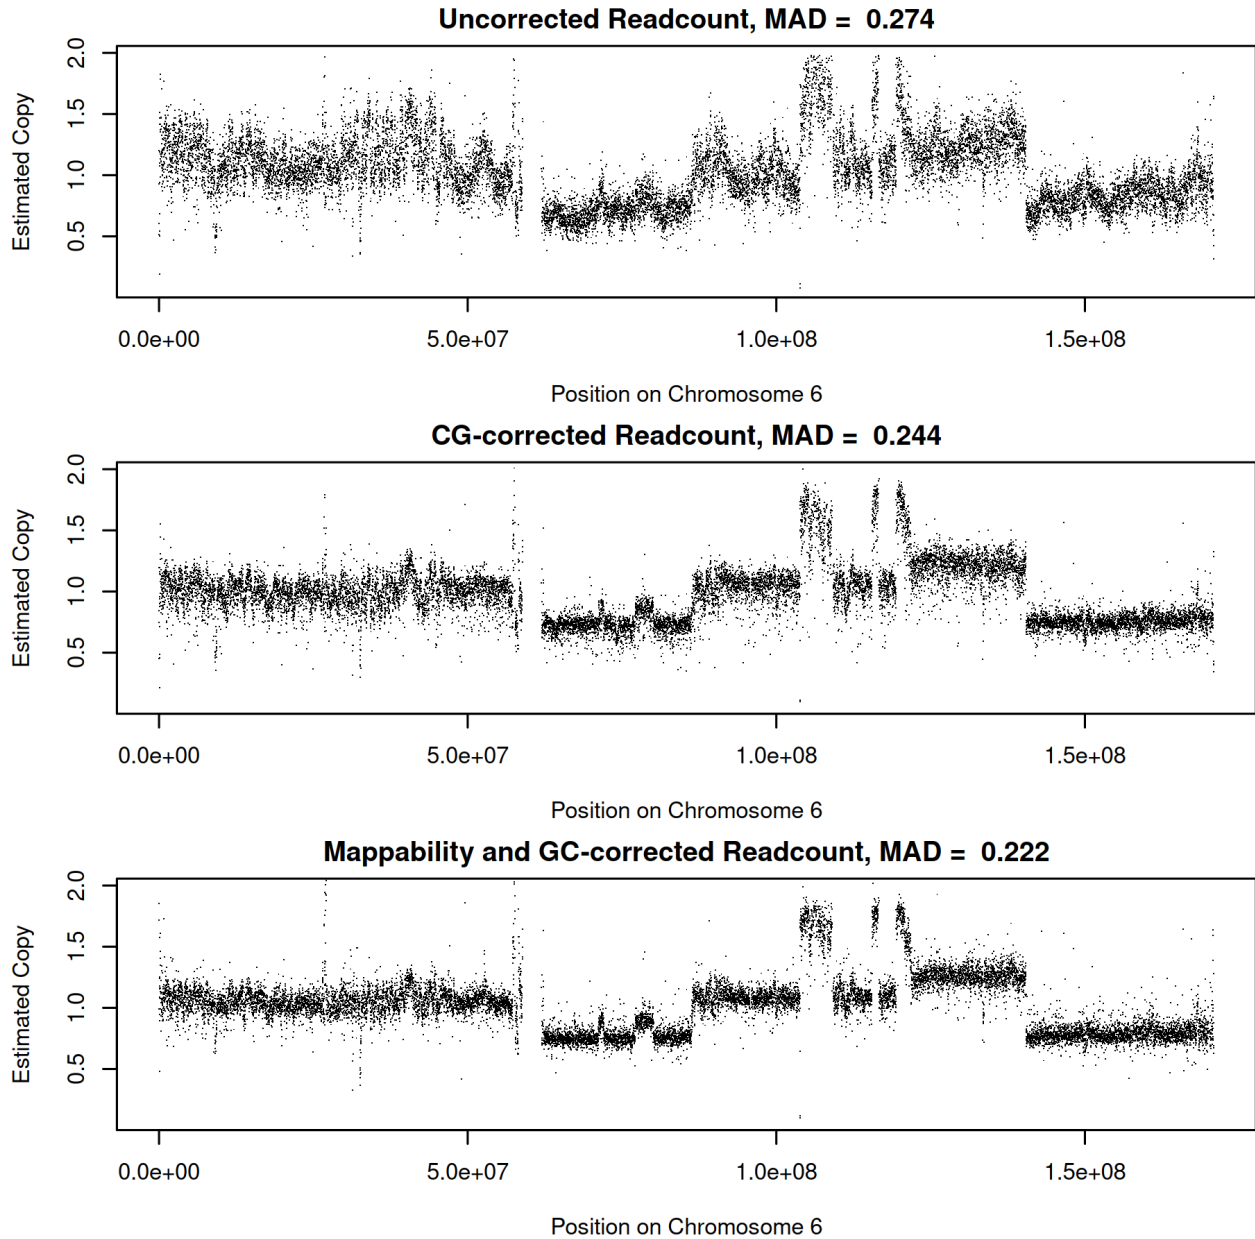 Uncorrected Readcount, MAD =  0.274
Estimated Copy
2.0
1.5
1.0
0.5
0.0e+00 5.0e+07 1.0e+08 1.5e+08
Position on Chromosome 6
CG-corrected Readcount, MAD =  0.244
Estimated Copy
2.0
1.5
1.0
0.5
0.0e+00 5.0e+07 1.0e+08 1.5e+08
Position on Chromosome 6
Mappability and GC-corrected Readcount, MAD =  0.222
Estimated Copy
2.0
1.5
1.0
0.5
0.0e+00 5.0e+07 1.0e+08 1.5e+08
Position on Chromosome 6